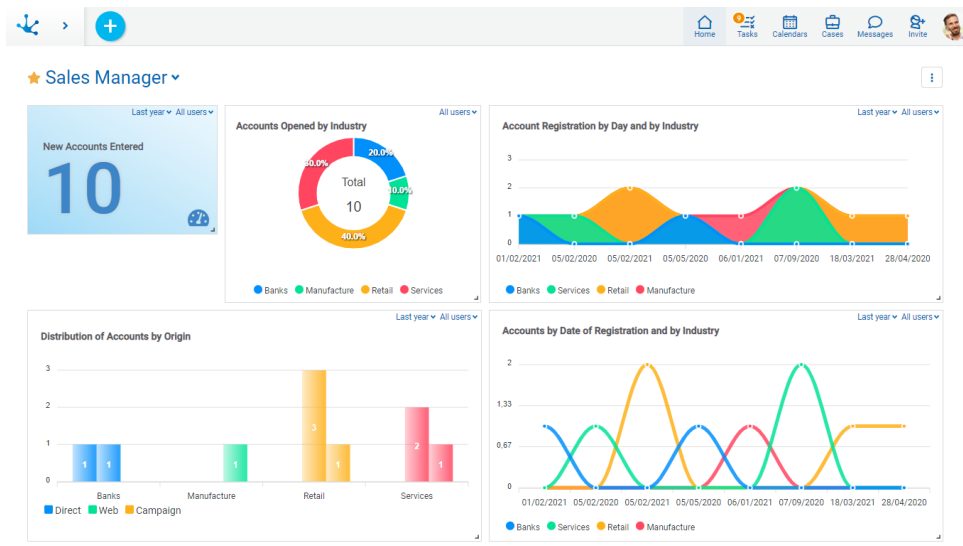 Home
9
Tasks
Calendars
Cases
Messages
Invite
Sales Manager
Last year All users
New Accounts Entered
10
All users
Accounts Opened by Industry
20.0%
10.0%
40.0%
30.0%
Total
10
Banks Manufacture Retail Services
Last year All users
Account Registration by Day and by Industry
3
2
1
0
01/02/2021 05/02/2020 05/02/2021 05/05/2020 06/01/2021 07/09/2020 18/03/2021 28/04/2020
Banks Services Retail Manufacture
Last year All users
Distribution of Accounts by Origin
3
2
1
0
1 1 1 3 1 2 1
Banks Manufacture Retail Services
Direct Web Campaign
Last year All users
Accounts by Date of Registration and by Industry
2
1,33
0,67
0
01/02/2021 05/02/2020 05/02/2021 05/05/2020 06/01/2021 07/09/2020 18/03/2021 28/04/2020
Banks Services Retail Manufacture